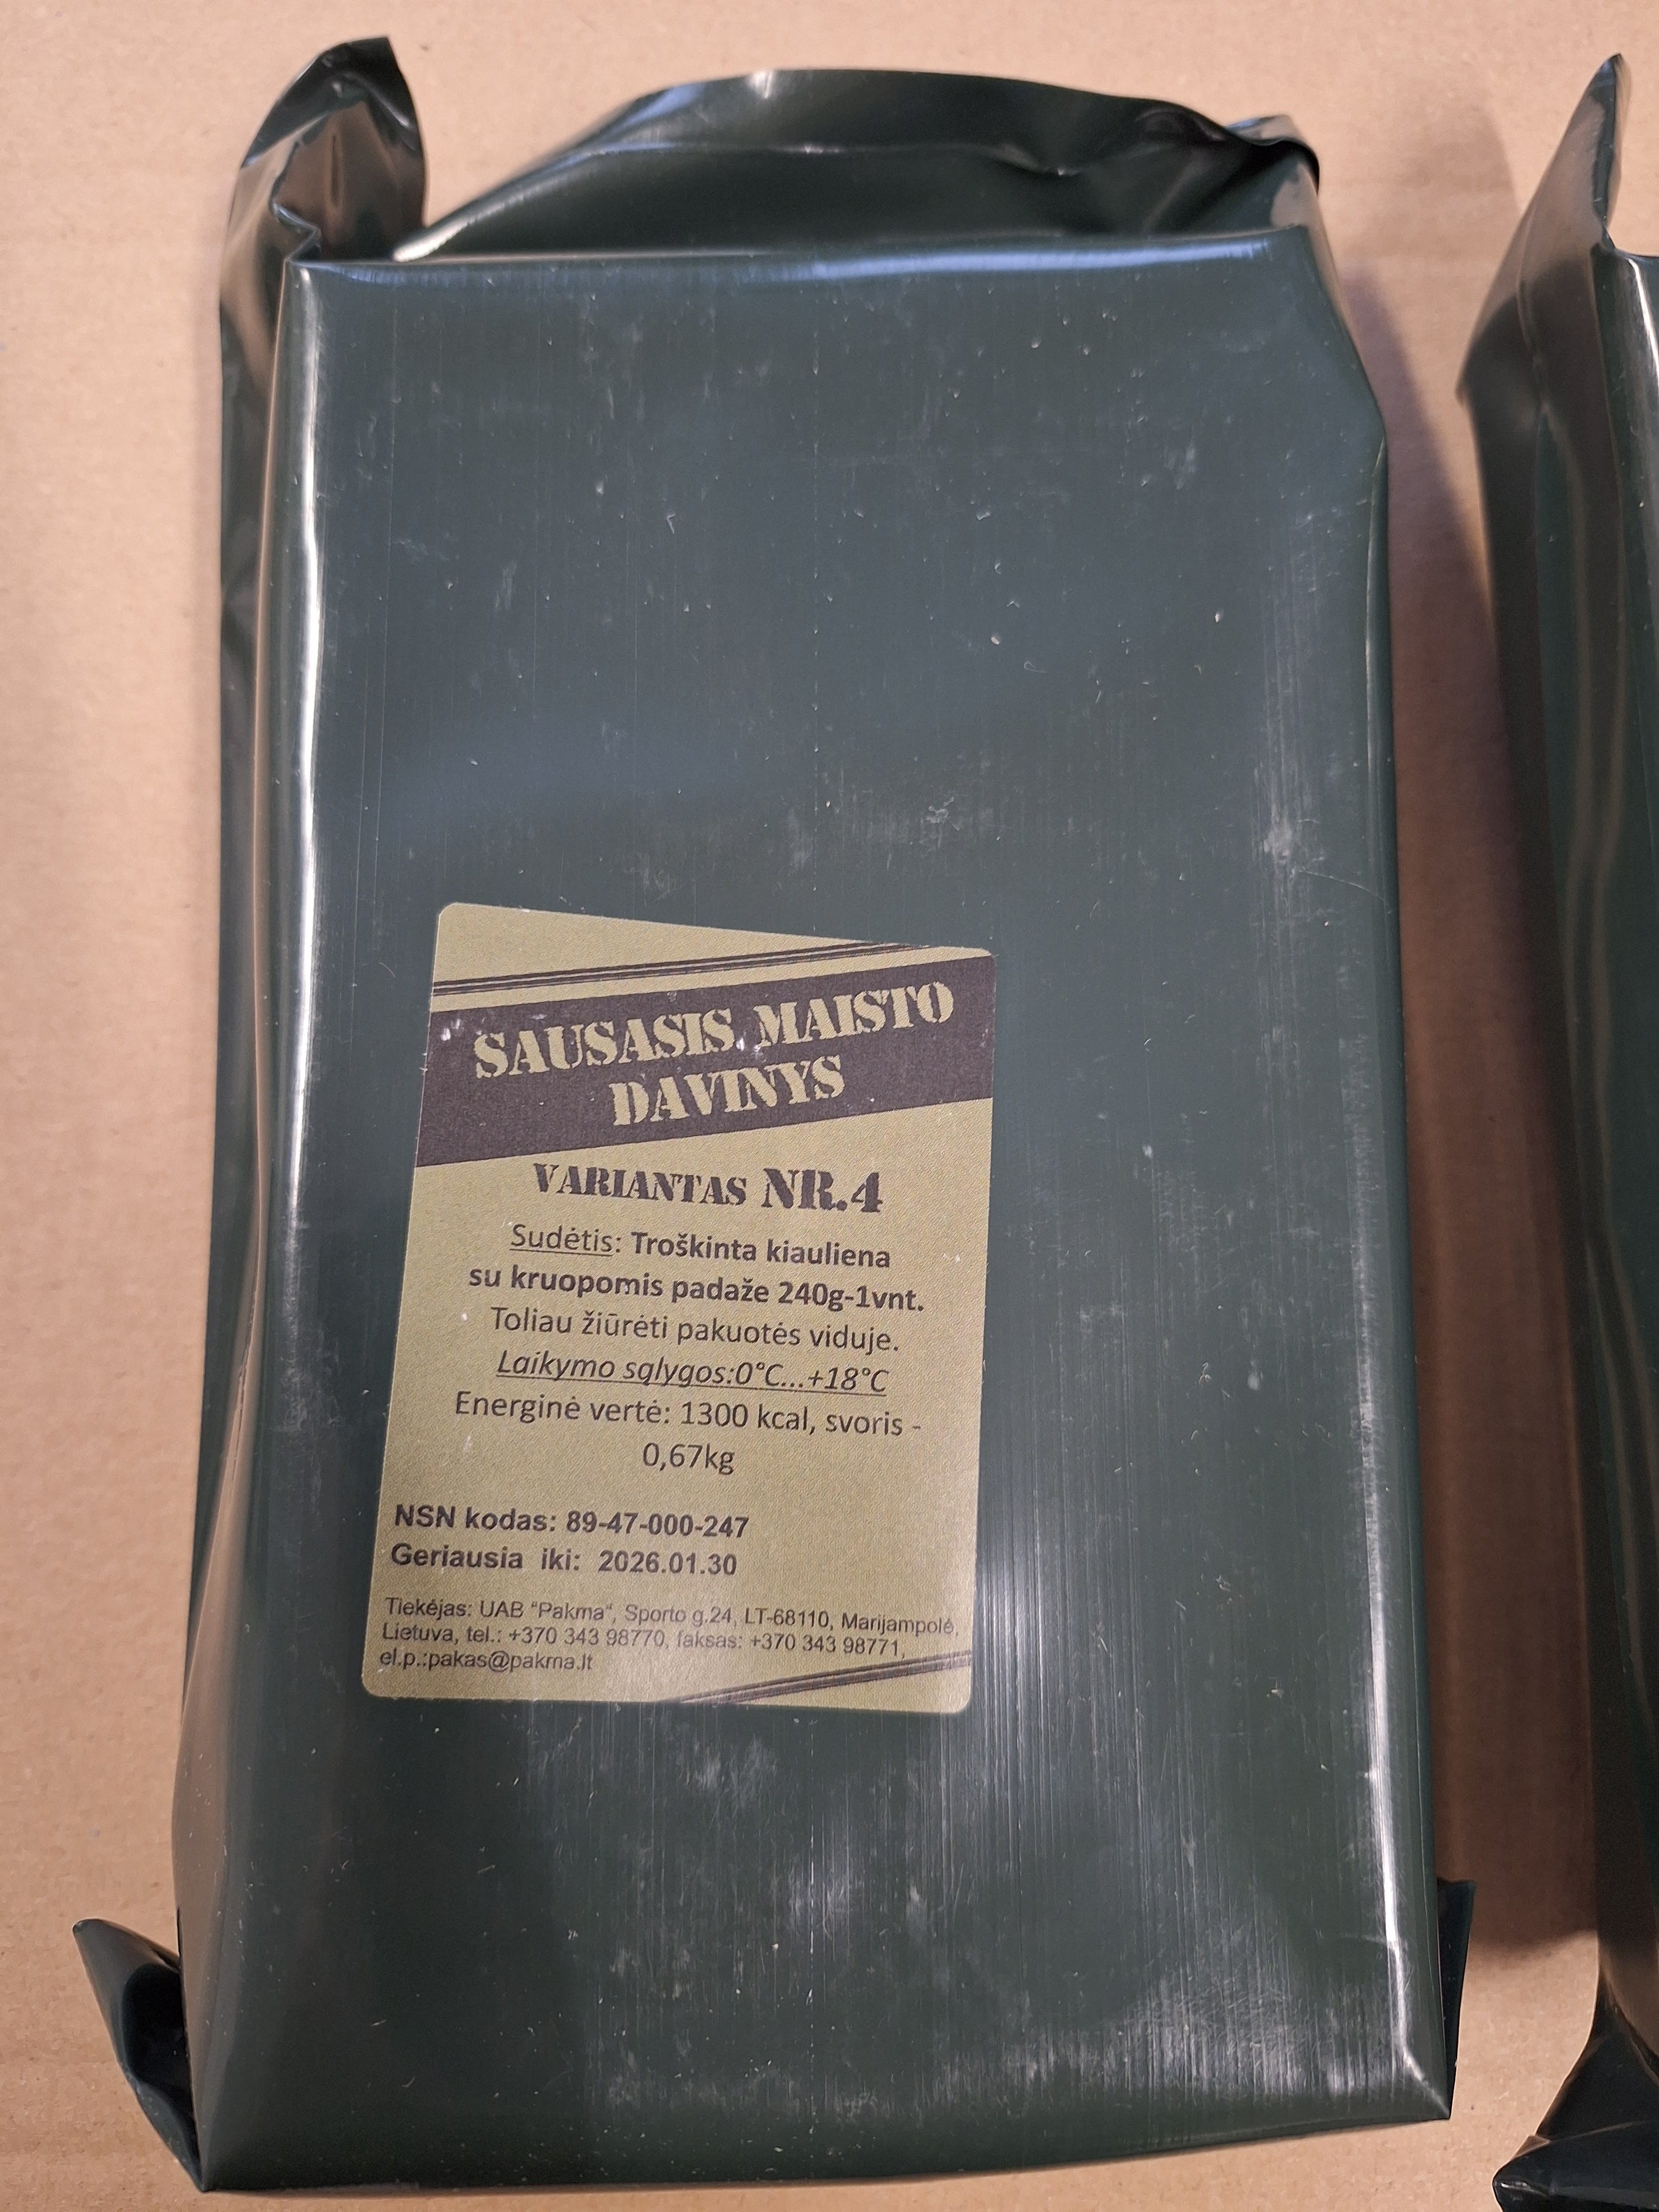 SAUSASIS MAISTO
DAVINYS
VARIANTAS NR.4
Sudėtis: Troškinta kiauliena
su kruopomis padaže 240g-1vnt.
Toliau žiūrėti pakuotės viduje.
Laikymo sąlygos:0°C...+18°C
Energinė vertė: 1300 kcal, svoris -
0,67kg
NSN kodas: 89-47-000-247
Geriausia iki: 2026.01.30
Tiekėjas: UAB "Pakma", Sporto g.24, LT-68110, Marijampolė,
Lietuva, tel.: +370 343 98770, faksas: +370 343 98771,
el.p.:pakas@pakma.lt